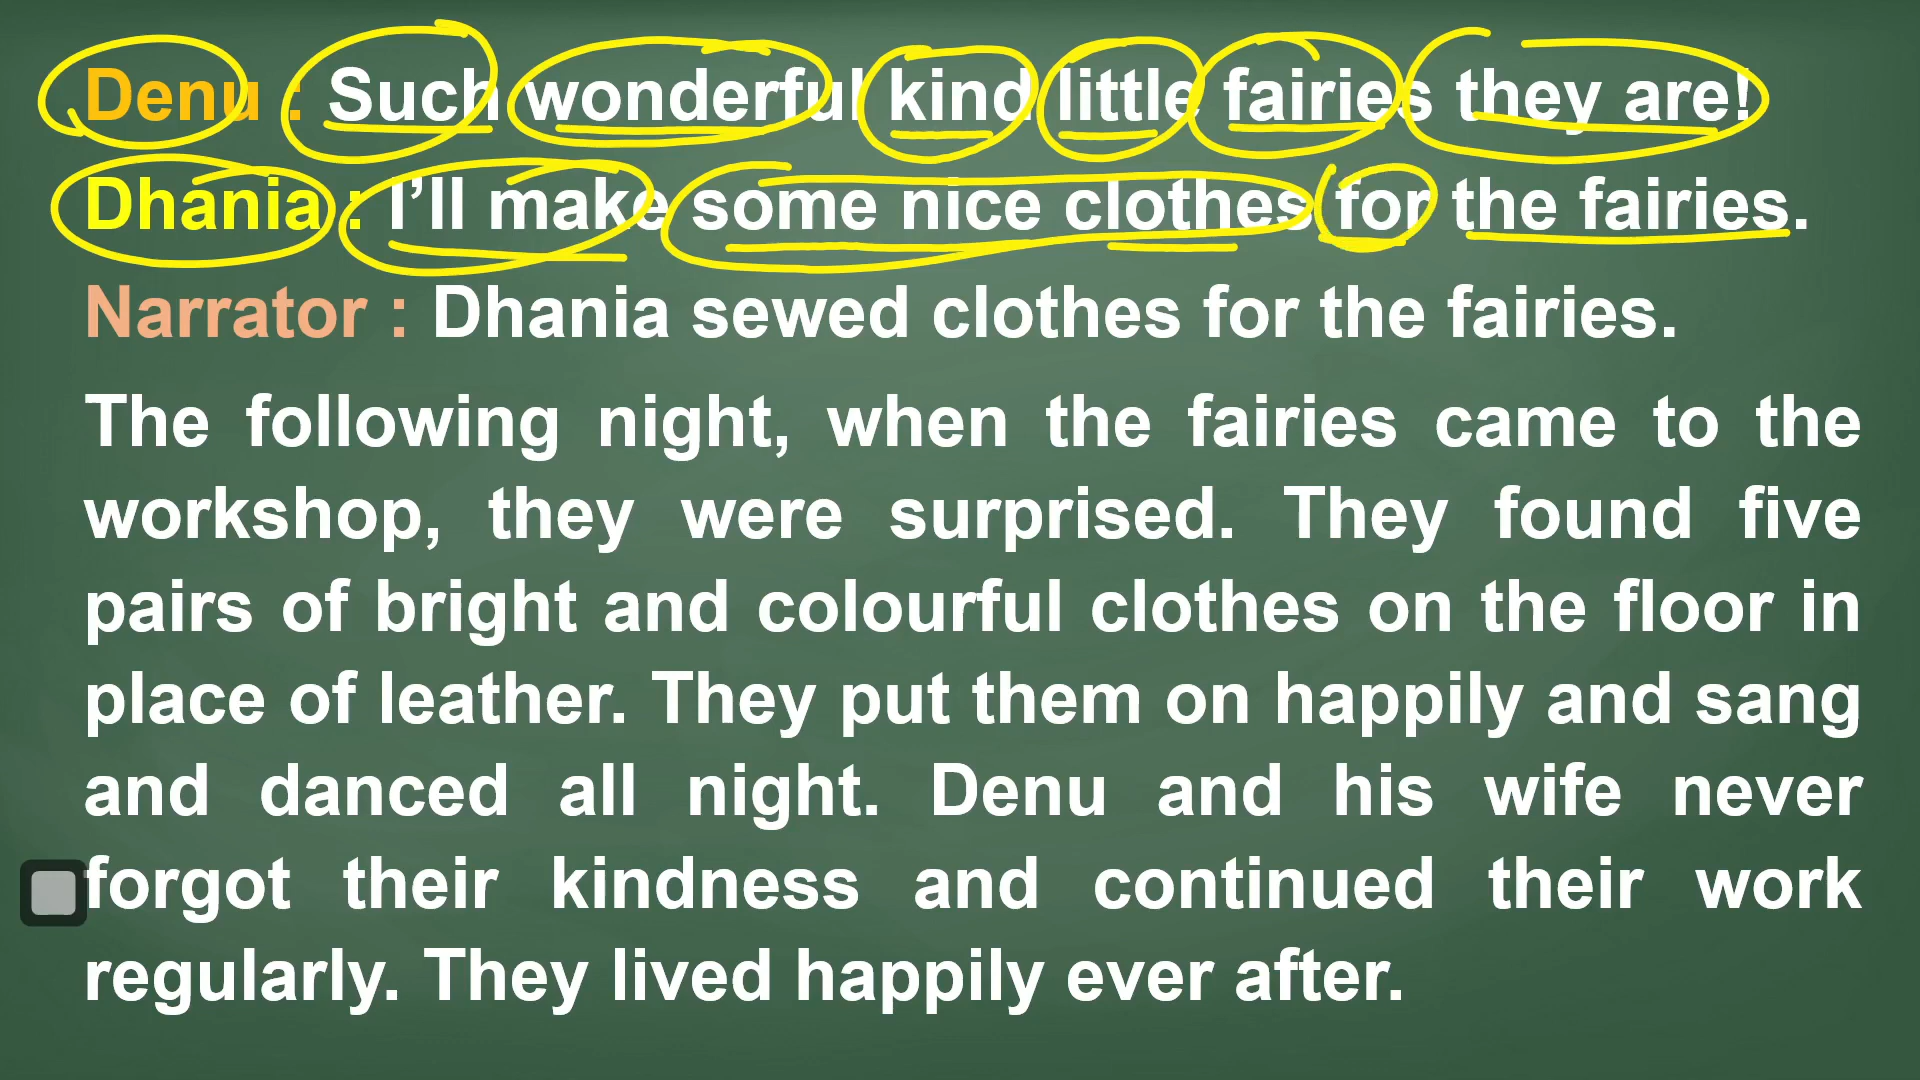 Denu : Such wonderful kind little fairies they are!
Dhania : I’ll make some nice clothes for the fairies.
Narrator : Dhania sewed clothes for the fairies.
The following night, when the fairies came to the
workshop, they were surprised. They found five
pairs of bright and colourful clothes on the floor in
place of leather. They put them on happily and sang
and danced all night. Denu and his wife never
forgot their kindness and continued their work
regularly. They lived happily ever after.